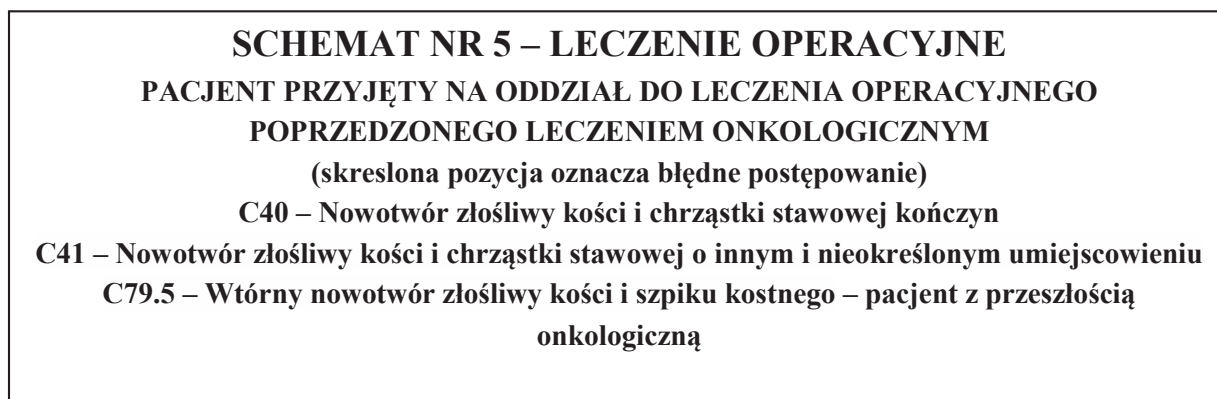 SCHEMAT NR 5 – LECZENIE OPERACYJNE
PACJENT PRZYJĘTY NA ODDZIAŁ DO LECZENIA OPERACYJNEGO
POPRZEDZONEGO LECZENIEM ONKOLOGICZNYM
(skreslona pozycja oznacza błędne postępowanie)
C40 – Nowotwór złośliwy kości i chrząstki stawowej kończyn
C41 – Nowotwór złośliwy kości i chrząstki stawowej o innym i nieokreślonym umiejscowieniu
C79.5 – Wtórny nowotwór złośliwy kości i szpiku kostnego – pacjent z przeszłością
onkologiczną